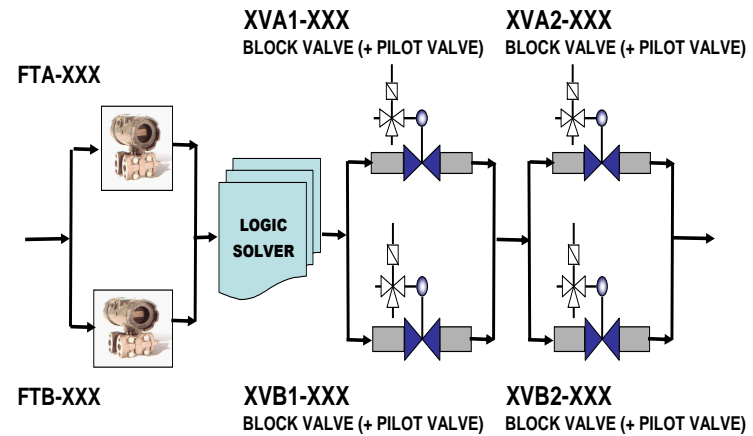 XVA1-XXX
BLOCK VALVE (+ PILOT VALVE)
XVA2-XXX
BLOCK VALVE (+ PILOT VALVE)
FTA-XXX
LOGIC
SOLVER
FTB-XXX
XVB1-XXX
BLOCK VALVE (+ PILOT VALVE)
XVB2-XXX
BLOCK VALVE (+ PILOT VALVE)